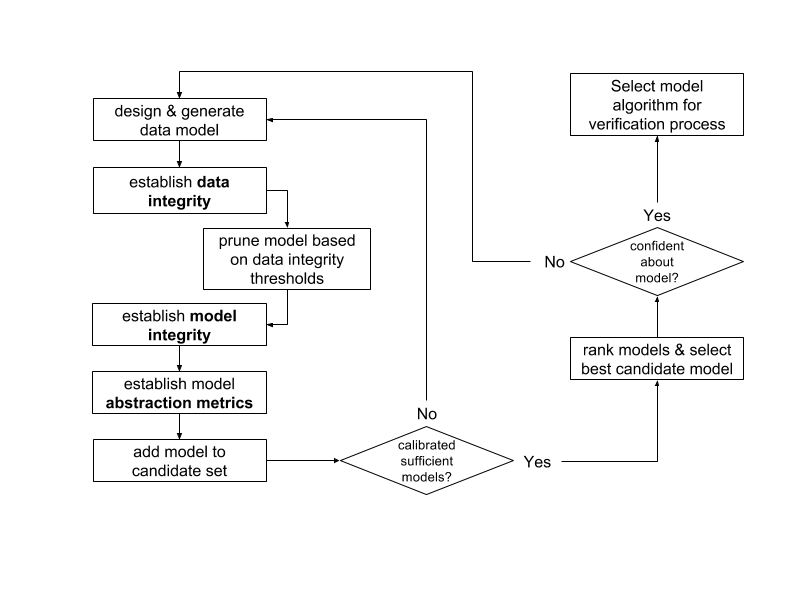 design & generate
data model
establish data
integrity
prune model based
on data integrity
thresholds
establish model
integrity
establish model
abstraction metrics
add model to
candidate set
calibrated
sufficient
models?
No
Yes
rank models & select
best candidate model
confident
about
model?
No
Yes
Select model
algorithm for
verification process